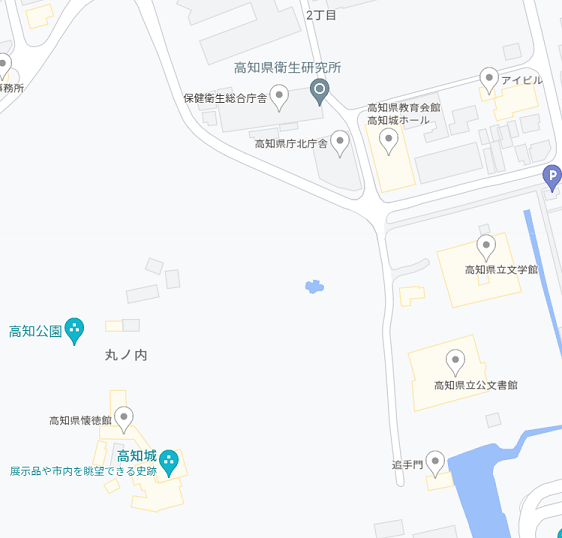 2丁目
高知県衛生研究所
アイビル
務所
保健衛生総合庁舎
高知県教育会館
高知城ホール
高知県庁北庁舎
P
高知県立文学館
高知公園
丸ノ内
高知県立公文書館
高知県懐徳館
高知城
展示品や市内を眺望できる史跡
追手門